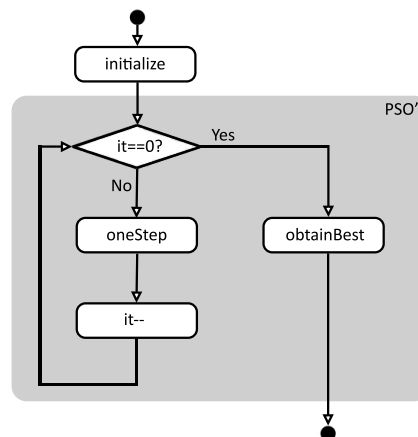 initialize
PSO'
it==0?
Yes
No
oneStep
obtainBest
it--